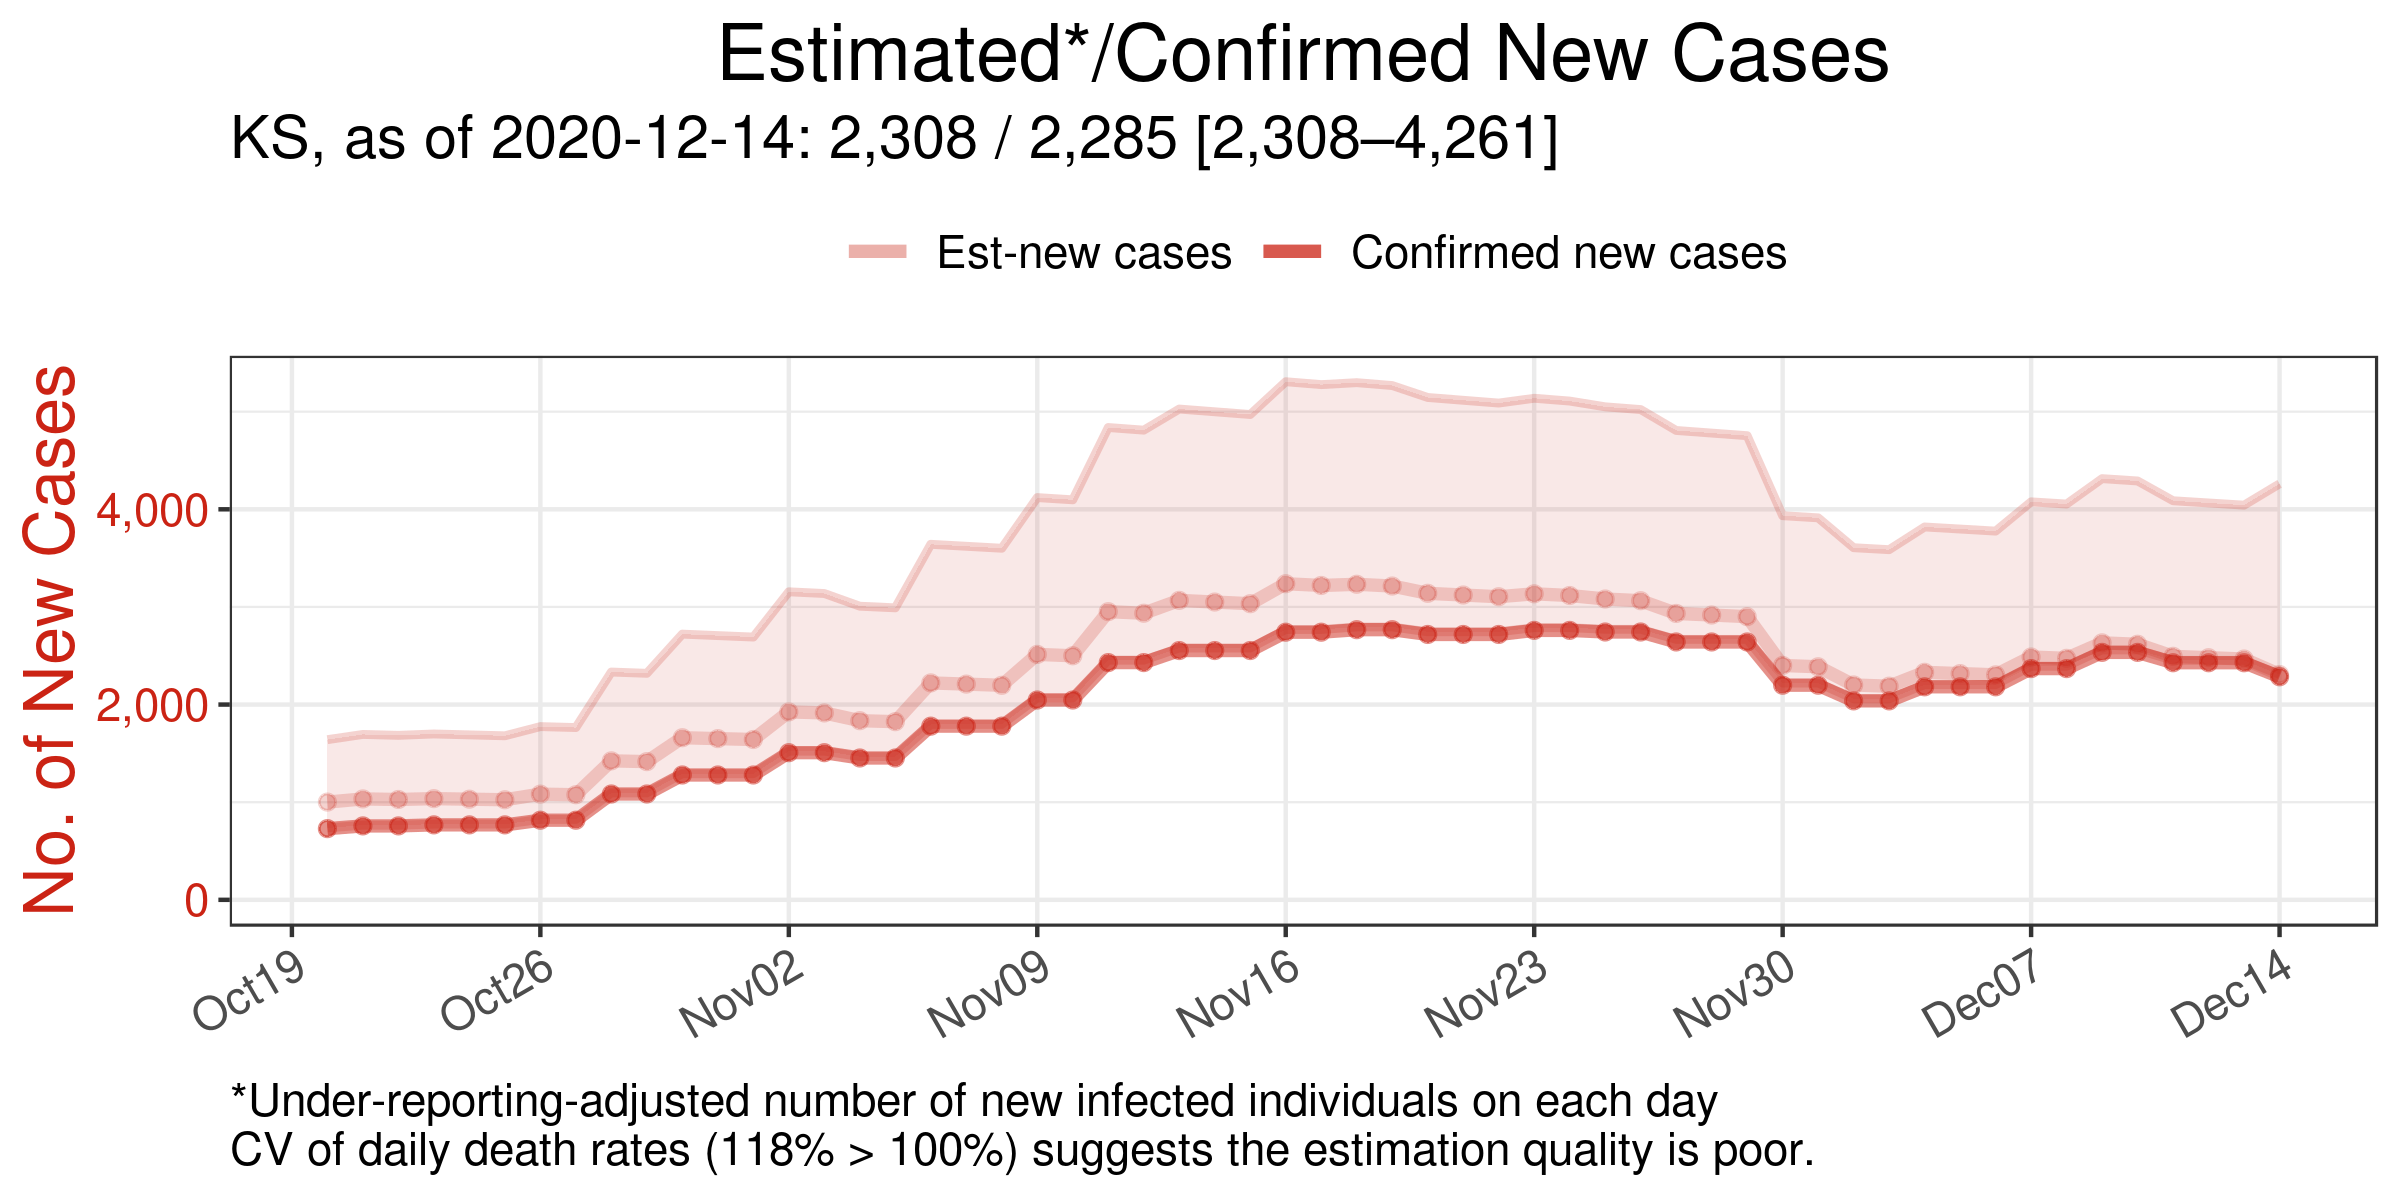 Estimated*/Confirmed New Cases
KS, as of 2020-12-14: 2,308 / 2,285 [2,308–4,261]
Est-new cases
Confirmed new cases
No. of New Cases
4,000
2,000
0
Oct19
Oct26
Nov02
Nov09
Nov16
Nov23
Nov30
Dec07
Dec14
*Under-reporting-adjusted number of new infected individuals on each day
CV of daily death rates (118% > 100%) suggests the estimation quality is poor.